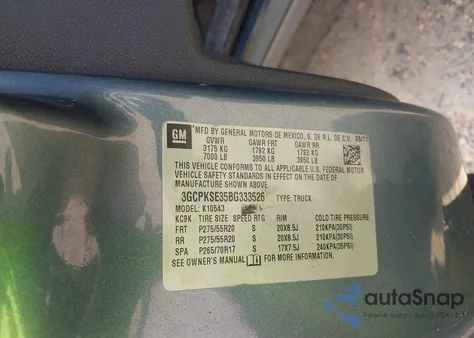 GM
MFD BY GENERAL MOTORS DE MEXICO, S. DE R.L. DE C.V.
GVWR GAWR FRT GAWR RR
3175 KG 1792 KG 1792 KG
7000 LB 3950 LB 3950 LB
THIS VEHICLE CONFORMS TO ALL APPLICABLE U.S. FEDERAL
MOTOR VEHICLE SAFETY STANDARDS IN EFFECT ON THE DATE OF
MANUFACTURE SHOWN ABOVE.
3GCPKSE35BG333526 TYPE: TRUCK
MODEL: K10543
KC9K TIRE SIZE SPEED RTG RIM COLD TIRE PRESSURE
FRT P275/55R20 S 20X8.5J 210KPA(30PSI)
RR P275/55R20 S 20X8.5J 210KPA(30PSI)
SPA P265/70R17 S 17X7.5J 240KPA(35PSI)
SEE OWNER'S MANUAL FOR MORE INFORMATION.
autoSnap